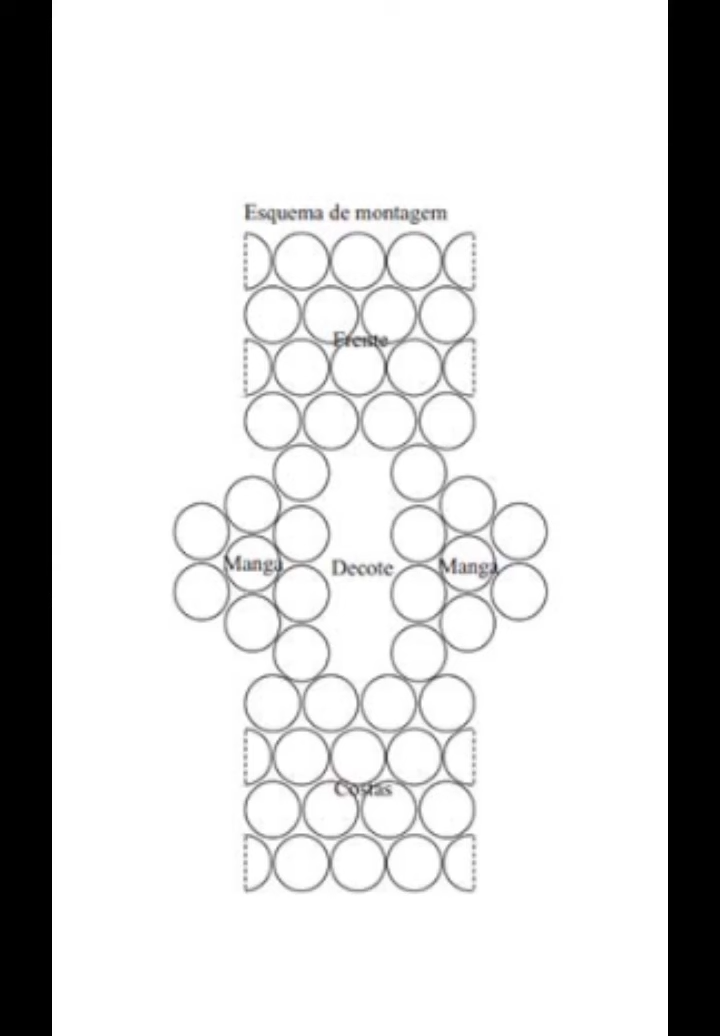 Esquema de montagem
Frente
Manga
Decote
Manga
Costas